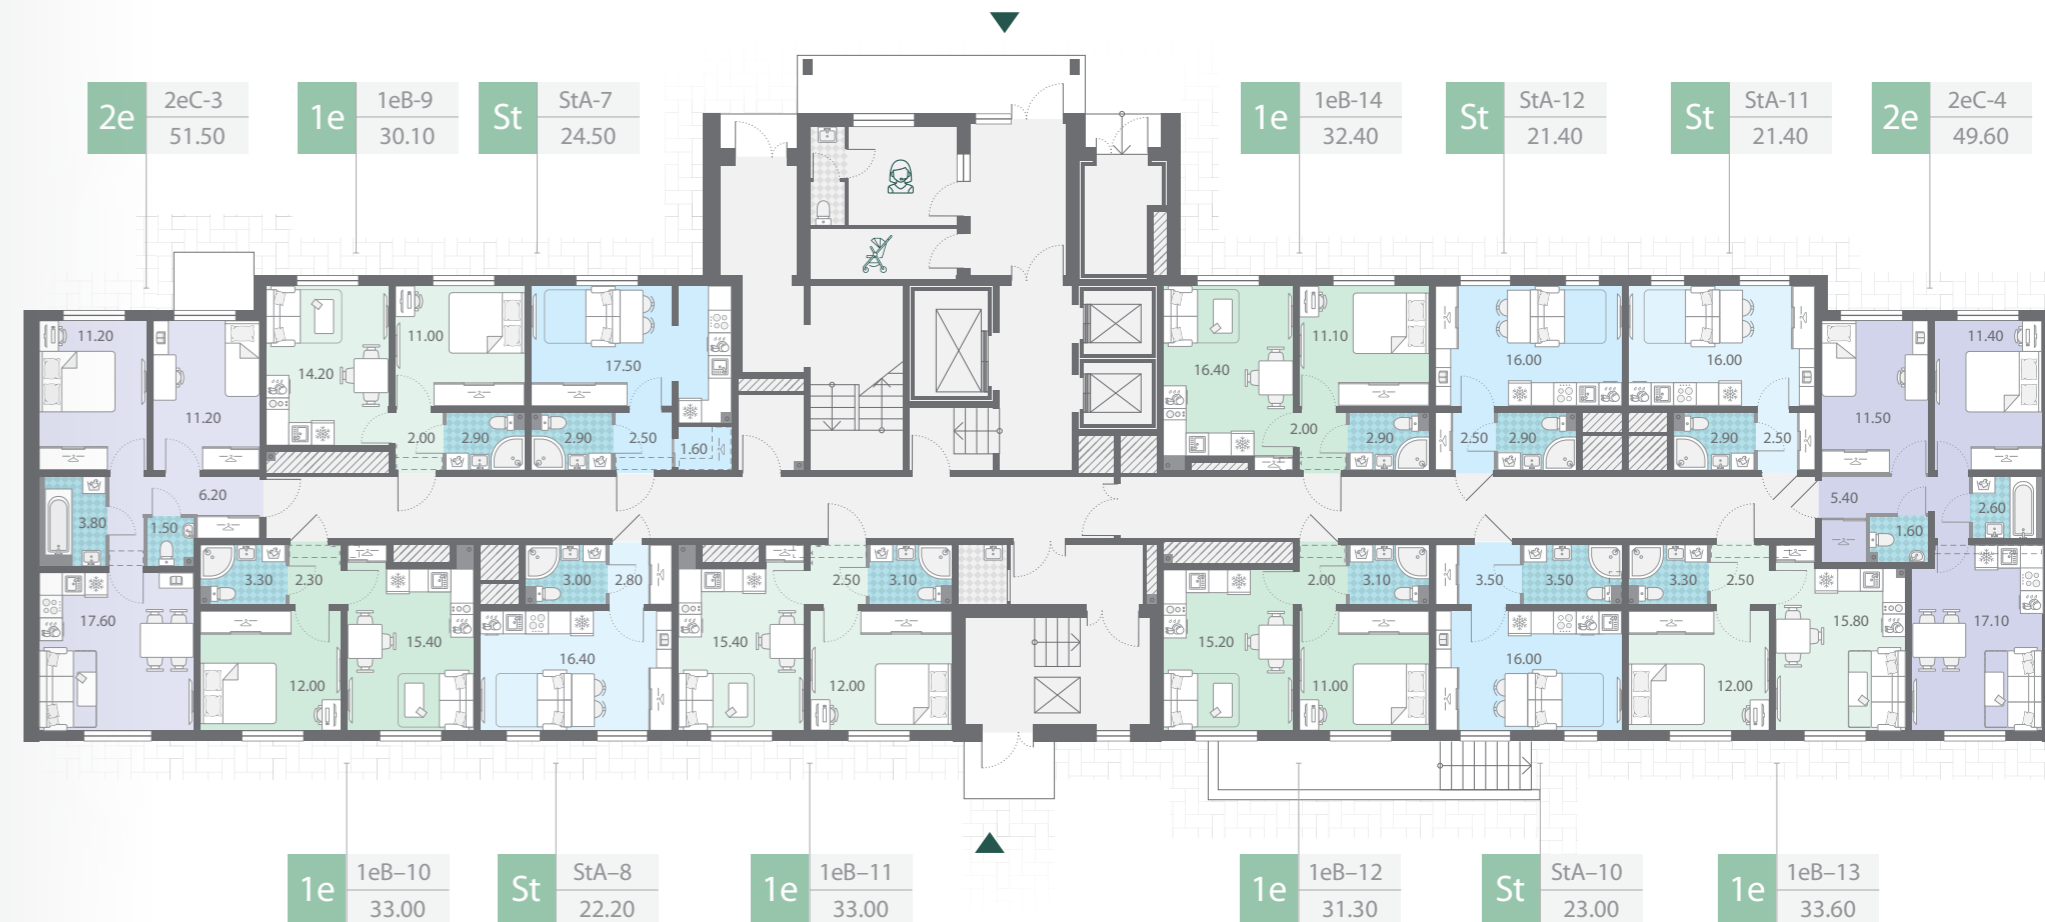 2e
2eC-3
51.50
1e
1eB-9
30.10
St
StA-7
24.50
1e
1eB-14
32.40
St
StA-12
21.40
St
StA-11
21.40
2e
2eC-4
49.60
11.20
11.20
14.20
11.00
17.50
16.40
11.10
16.00
16.00
11.50
11.40
2.00
2.90
2.90
2.50
1.60
2.00
2.90
2.50
2.90
2.90
2.50
6.20
3.80
1.50
5.40
1.60
2.60
3.30
2.30
3.00
2.80
2.50
3.10
2.00
3.10
3.50
3.50
3.30
2.50
17.60
12.00
15.40
16.40
15.40
12.00
15.20
11.00
16.00
12.00
15.80
17.10
1e
1eB–10
33.00
St
StA–8
22.20
1e
1eB–11
33.00
1e
1eB–12
31.30
St
StA–10
23.00
1e
1eB–13
33.60